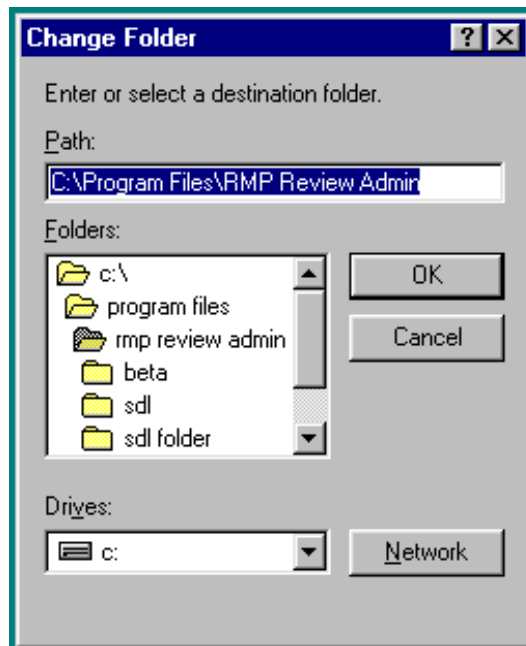 Change Folder
Enter or select a destination folder.
Path:
C:\Program Files\RMP Review Admin
Folders:
c:\
program files
rmp review admin
beta
sdl
sdl folder
OK
Cancel
Drives:
c:
Network